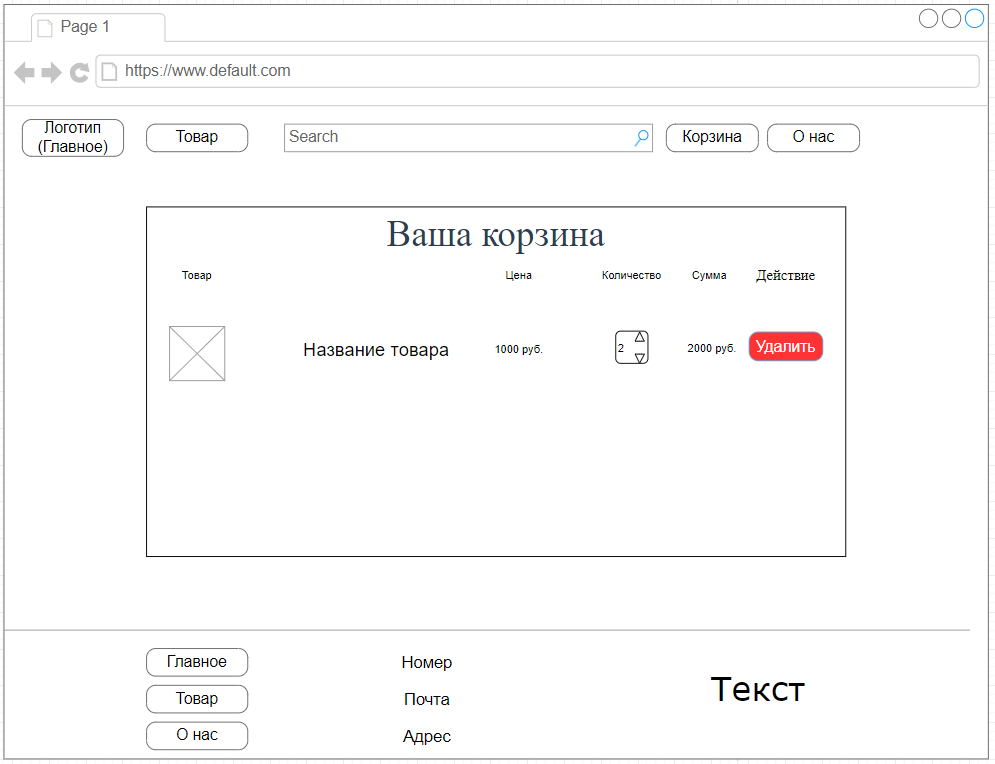 Page 1
https://www.default.com
Логотип
(Главное)
Товар
Search
Корзина
О нас
Ваша корзина
Товар
Цена
Количество
Сумма
Действие
Название товара
1000 руб.
2
2000 руб.
Удалить
Главное
Номер
Товар
Почта
Текст
О нас
Адрес